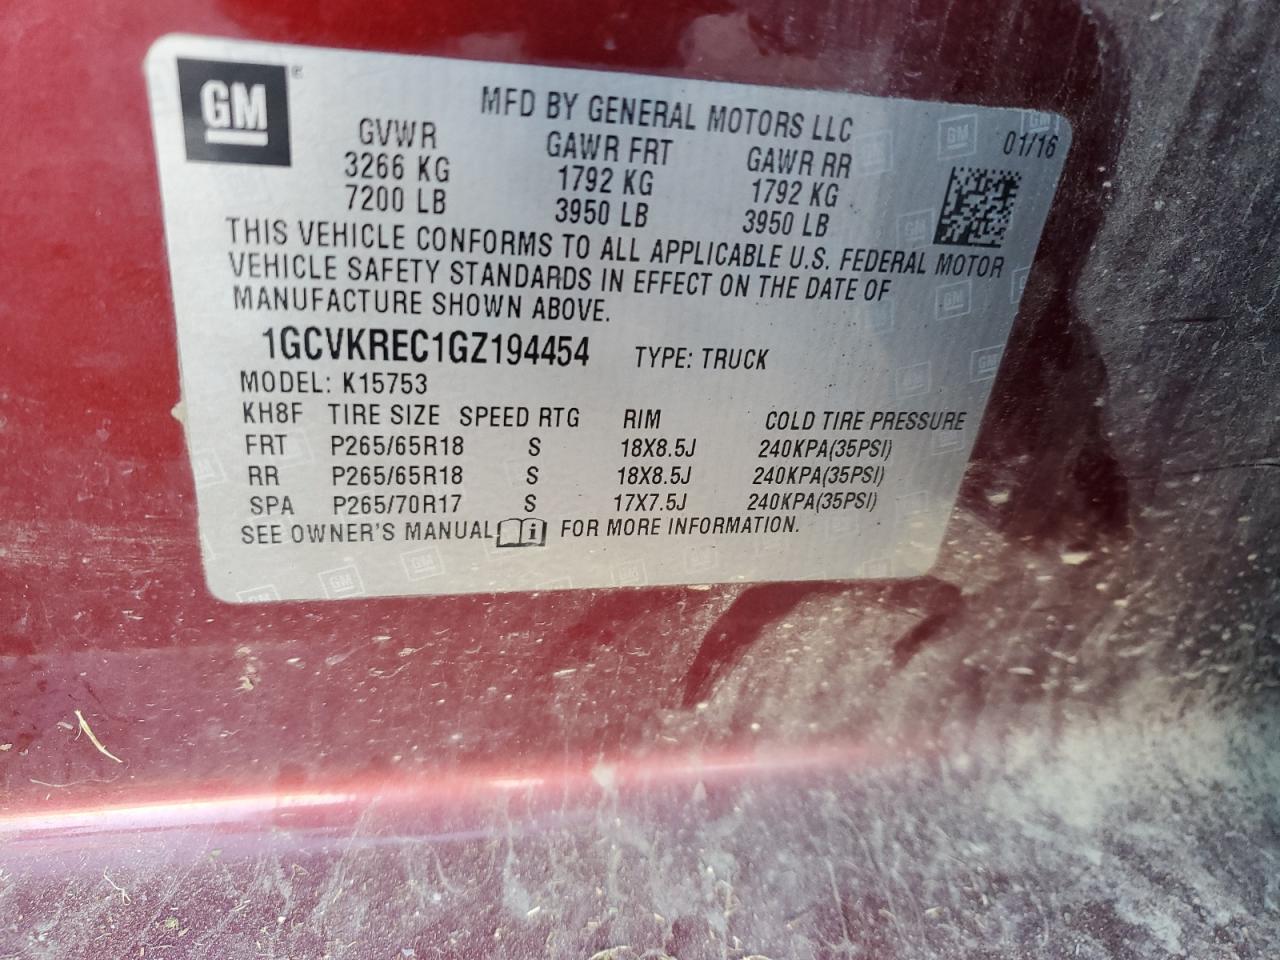 GM
MFD BY GENERAL MOTORS LLC
01/16
GVWR GAWR FRT GAWR RR
3266 KG 1792 KG 1792 KG
7200 LB 3950 LB 3950 LB
THIS VEHICLE CONFORMS TO ALL APPLICABLE U.S. FEDERAL MOTOR
VEHICLE SAFETY STANDARDS IN EFFECT ON THE DATE OF
MANUFACTURE SHOWN ABOVE.
1GCVKREC1GZ194454 TYPE: TRUCK
MODEL: K15753
KH8F TIRE SIZE SPEED RTG RIM COLD TIRE PRESSURE
FRT P265/65R18 S 18X8.5J 240KPA(35PSI)
RR P265/65R18 S 18X8.5J 240KPA(35PSI)
SPA P265/70R17 S 17X7.5J 240KPA(35PSI)
SEE OWNER'S MANUAL i FOR MORE INFORMATION.